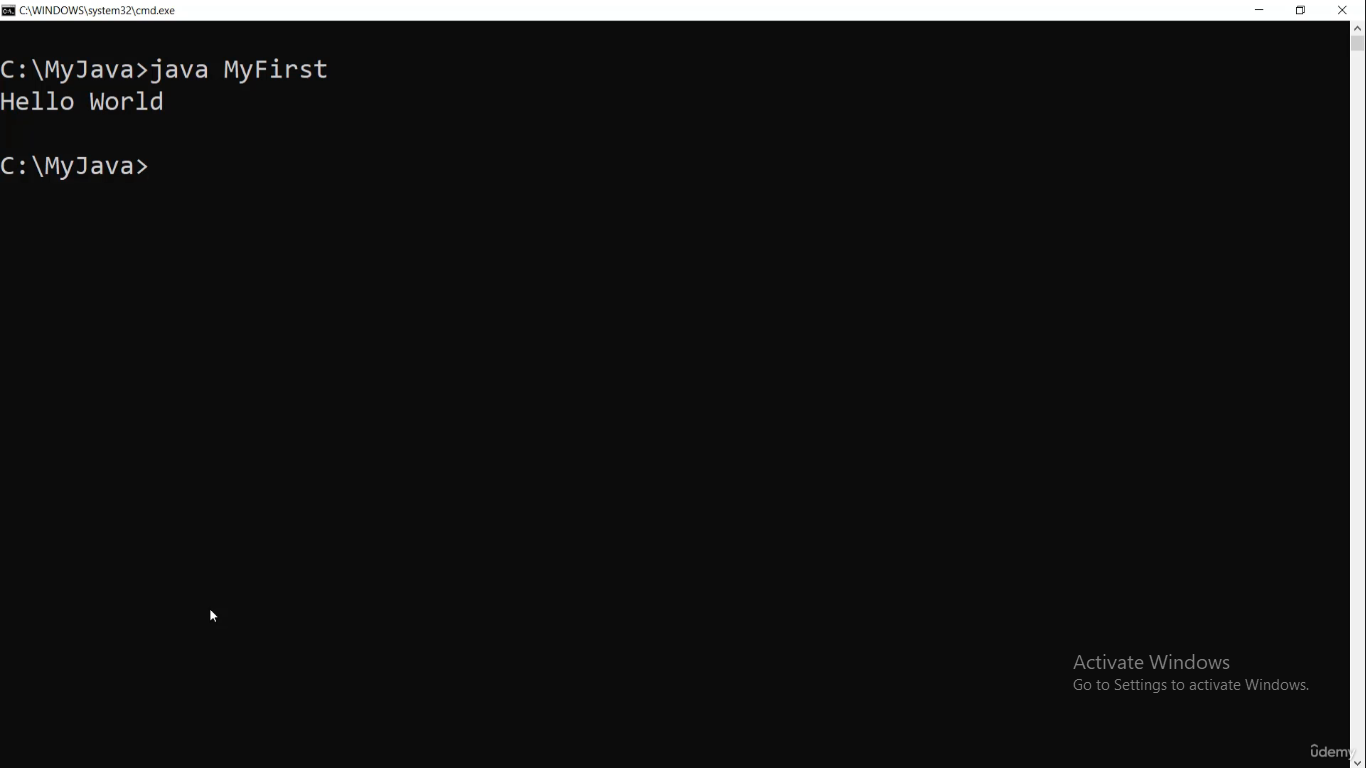 C:\WINDOWS\system32\cmd.exe
C:\MyJava>java MyFirst
Hello World
C:\MyJava>
Activate Windows
Go to Settings to activate Windows.
ûdemy